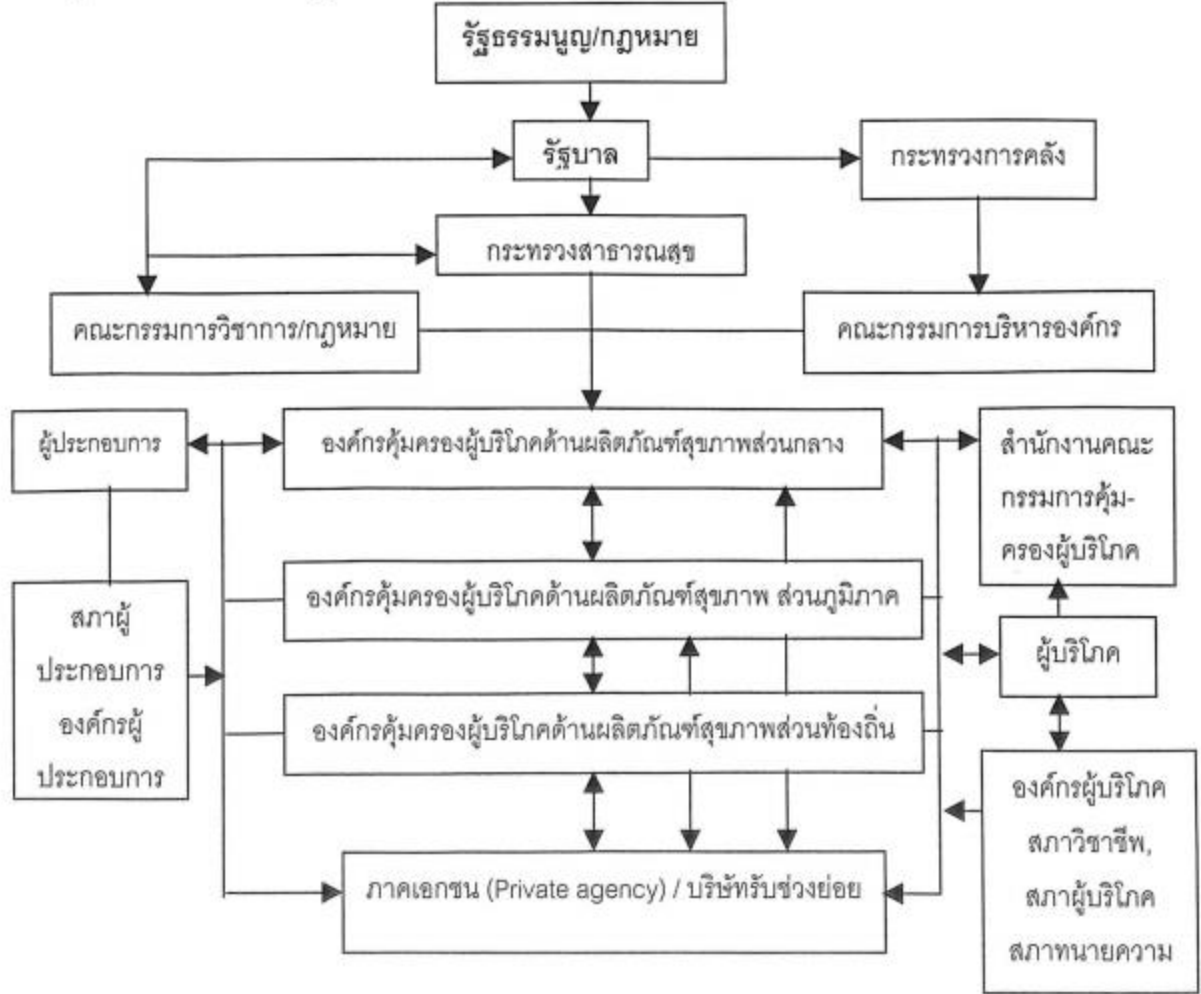 รัฐธรรมนูญ/กฎหมาย
รัฐบาล
กระทรวงการคลัง
กระทรวงสาธารณสุข
คณะกรรมการวิชาการ/กฎหมาย
คณะกรรมการบริหารองค์กร
ผู้ประกอบการ
องค์กรคุ้มครองผู้บริโภคด้านผลิตภัณฑ์สุขภาพส่วนกลาง
สำนักงานคณะ
กรรมการคุ้ม-
ครองผู้บริโภค
องค์กรคุ้มครองผู้บริโภคด้านผลิตภัณฑ์สุขภาพ ส่วนภูมิภาค
สภาผู้
ประกอบการ
องค์กรผู้
ประกอบการ
ผู้บริโภค
องค์กรคุ้มครองผู้บริโภคด้านผลิตภัณฑ์สุขภาพส่วนท้องถิ่น
องค์กรผู้บริโภค
สภาวิชาชีพ,
สภาผู้บริโภค
สภาทนายความ
ภาคเอกชน (Private agency) / บริษัทรับช่วงย่อย